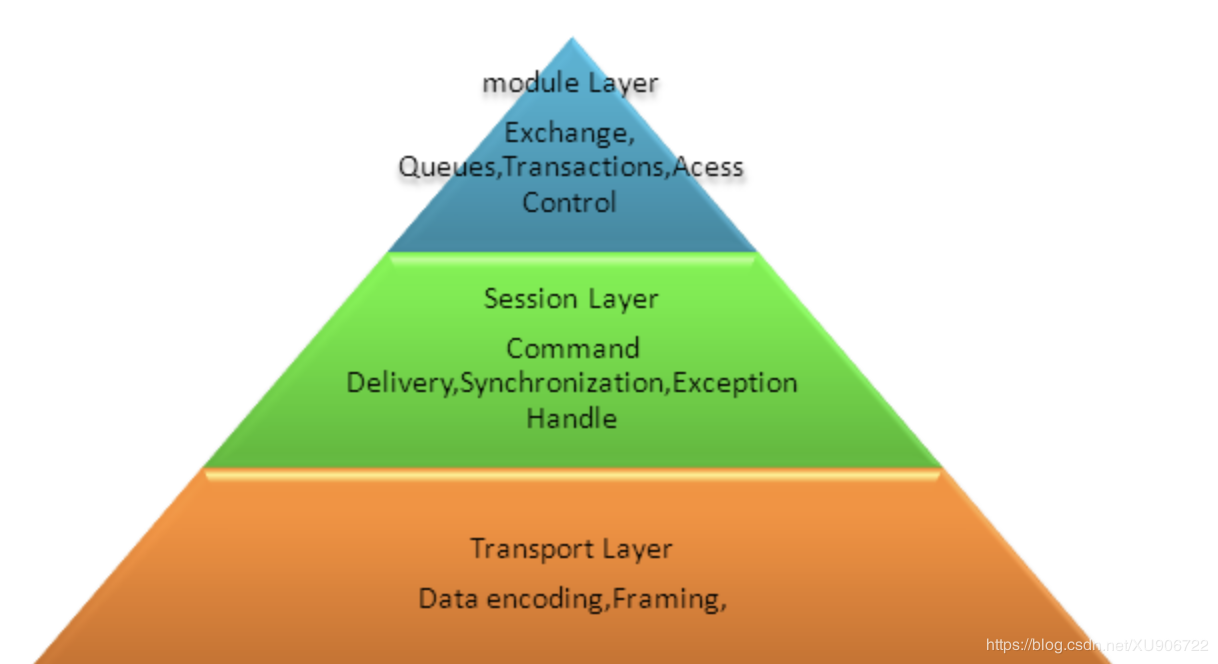 module Layer
Exchange,
Queues,Transactions,Acess
Control
Session Layer
Command
Delivery,Synchronization,Exception
Handle
Transport Layer
Data encoding,Framing,
https://blog.csdn.net/XU906722